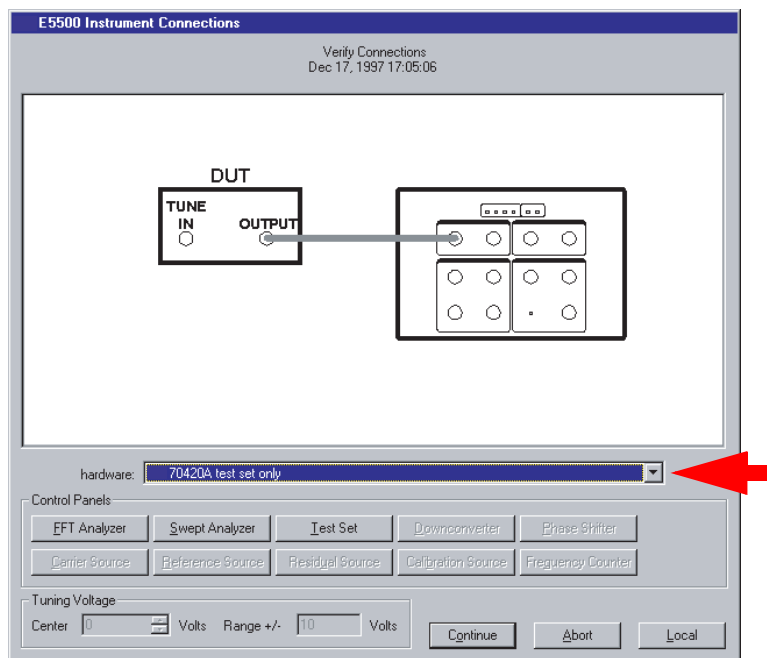 E5500 Instrument Connections
Verify Connections
Dec 17, 1997 17:05:06
DUT
TUNE
IN
OUTPUT
hardware: 70420A test set only
Control Panels
FFT Analyzer Swept Analyzer Test Set Downconverter Phase Shifter
Carrier Source Reference Source Residual Source Calibration Source Frequency Counter
Tuning Voltage
Center 0 Volts Range +/- 10 Volts
Continue Abort Local